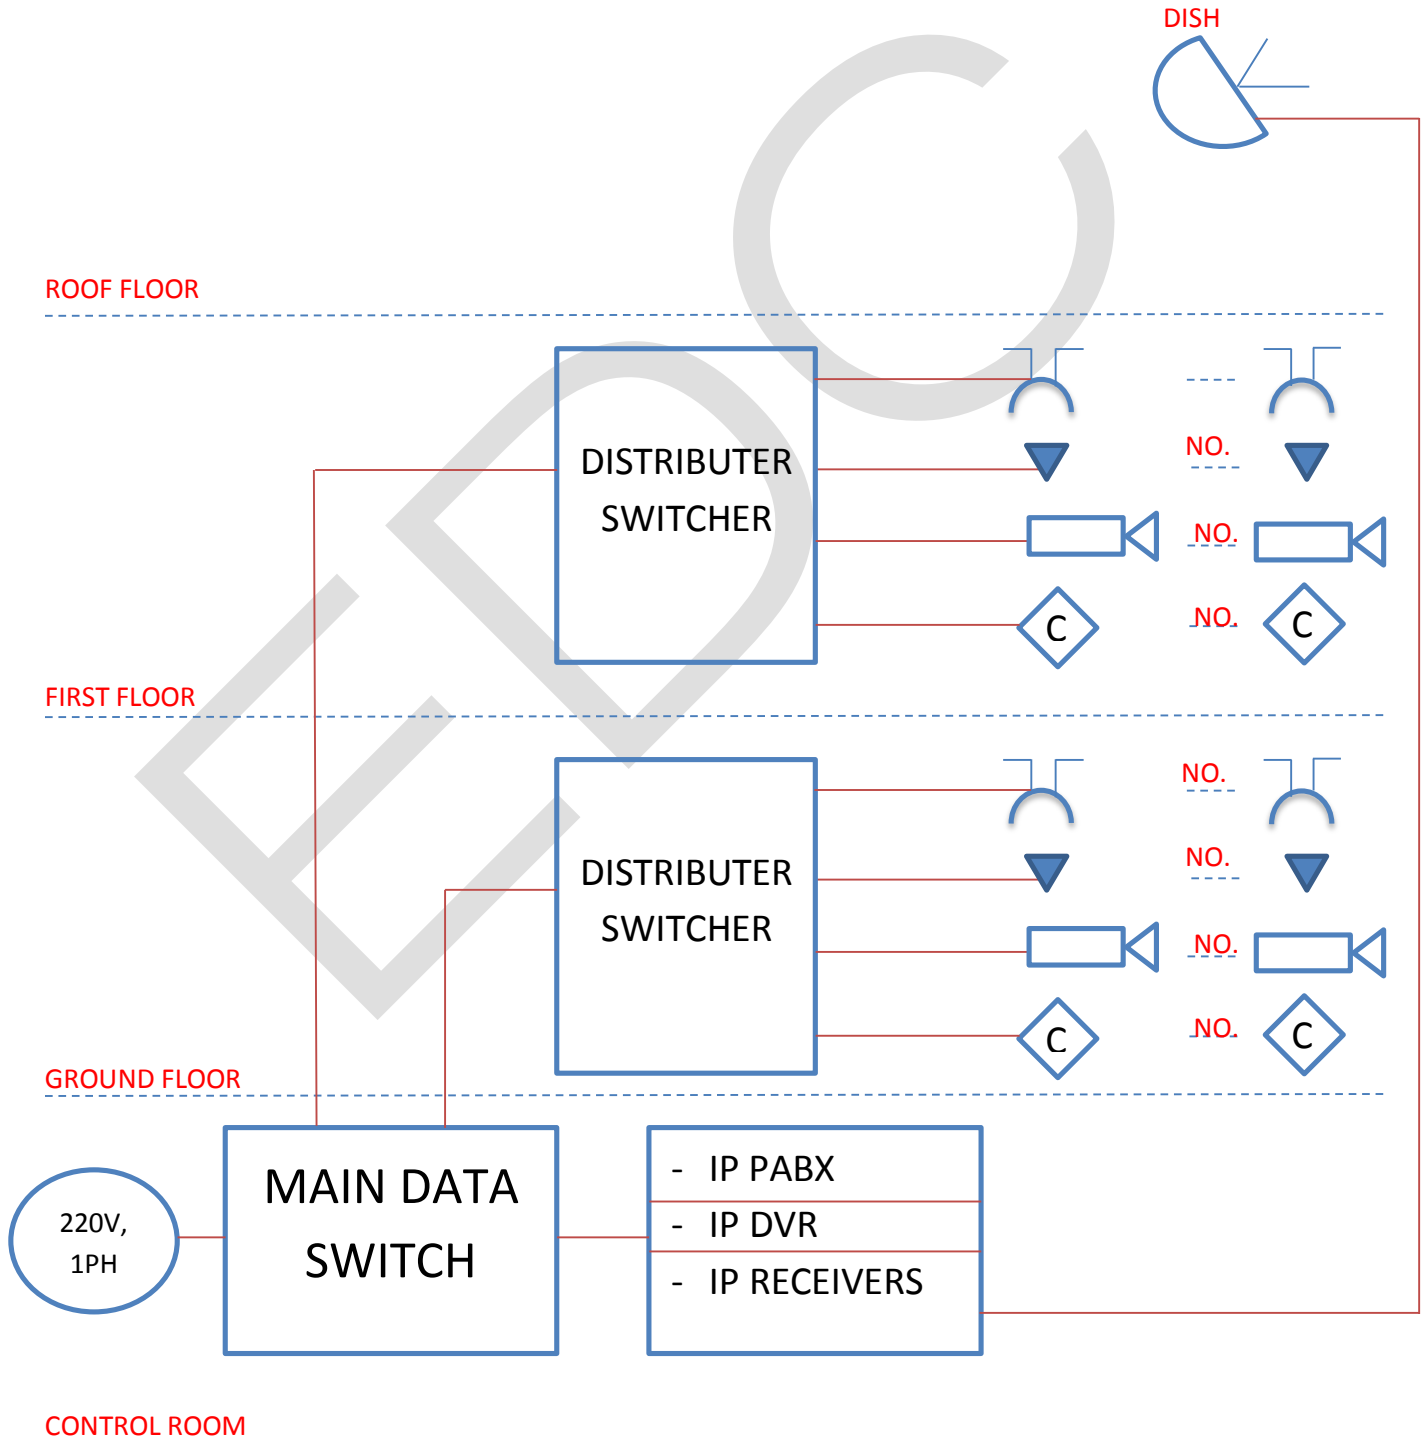 DISH
ROOF FLOOR
DISTRIBUTER
SWITCHER
NO.
NO.
C
NO.
C
FIRST FLOOR
NO.
DISTRIBUTER
SWITCHER
NO.
NO.
C
NO.
C
GROUND FLOOR
MAIN DATA
SWITCH
- IP PABX
- IP DVR
- IP RECEIVERS
220V,
1PH
CONTROL ROOM
EDC